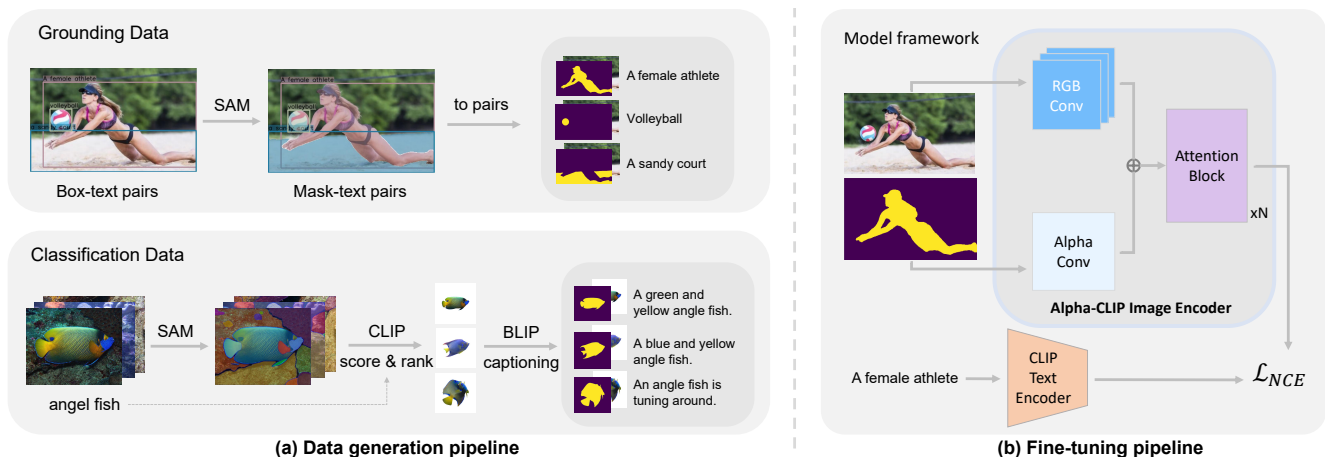 Grounding Data
A female athlete
volleyball
SAM
to pairs
A female athlete
Volleyball
A sandy court
Box-text pairs
Mask-text pairs
Classification Data
SAM
CLIP
score & rank
BLIP
captioning
A green and
yellow angle fish.
A blue and yellow
angle fish.
An angle fish is
tuning around.
angel fish
(a) Data generation pipeline
Model framework
RGB
Conv
Attention
Block
xN
Alpha
Conv
Alpha-CLIP Image Encoder
A female athlete
CLIP
Text
Encoder
ℒNCE
(b) Fine-tuning pipeline